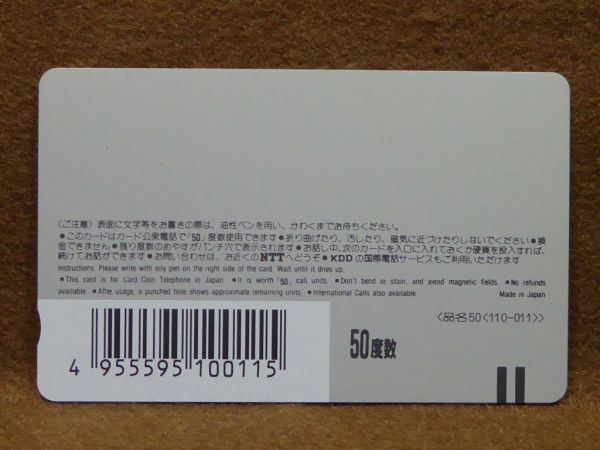 〈ご注意〉表面に文字等をお書きの際は、油性ペンを用い、かわくまでお待ちください。
■このカードはカード公衆電話で「50」度数使用できます■折り曲げたり、汚したり、磁気に近づけたりしないでください■換
金できません■残り度数のめやすがパンチ穴で表示されます■お話し中、次のカードを入口に入れておくか硬貨を投入すれば、
続けてお話ができます■お問い合わせは、お近くのNTTへどうぞ■KDDの国際電話サービスもご利用いただけます
Instructions. Please write with oily pen on the right side of the card. Wait until it dries up.
■This card is for Card/Coin Telephone in Japan. ■It is worth "50" call units. ■Don't bend or stain, and avoid magnetic fields. ■No refunds
available. ■After usage, a punched hole shows approximate remaining units. ■International Calls also available.
Made in Japan
〈品名50〈110-011〉〉
50度数
4 955595 100115